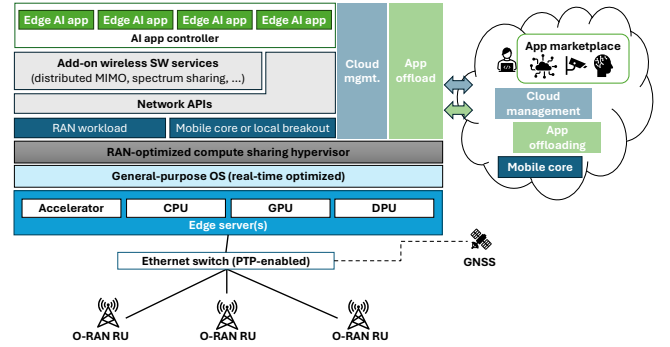 Edge AI app Edge AI app Edge AI app Edge AI app
AI app controller
Add-on wireless SW services
(distributed MIMO, spectrum sharing, ...)
Network APIs
RAN workload
Mobile core or local breakout
Cloud
mgmt.
App
offload
RAN-optimized compute sharing hypervisor
General-purpose OS (real-time optimized)
Accelerator CPU GPU DPU
Edge server(s)
Ethernet switch (PTP-enabled)
GNSS
O-RAN RU O-RAN RU O-RAN RU
App marketplace
Cloud
management
App
offloading
Mobile core